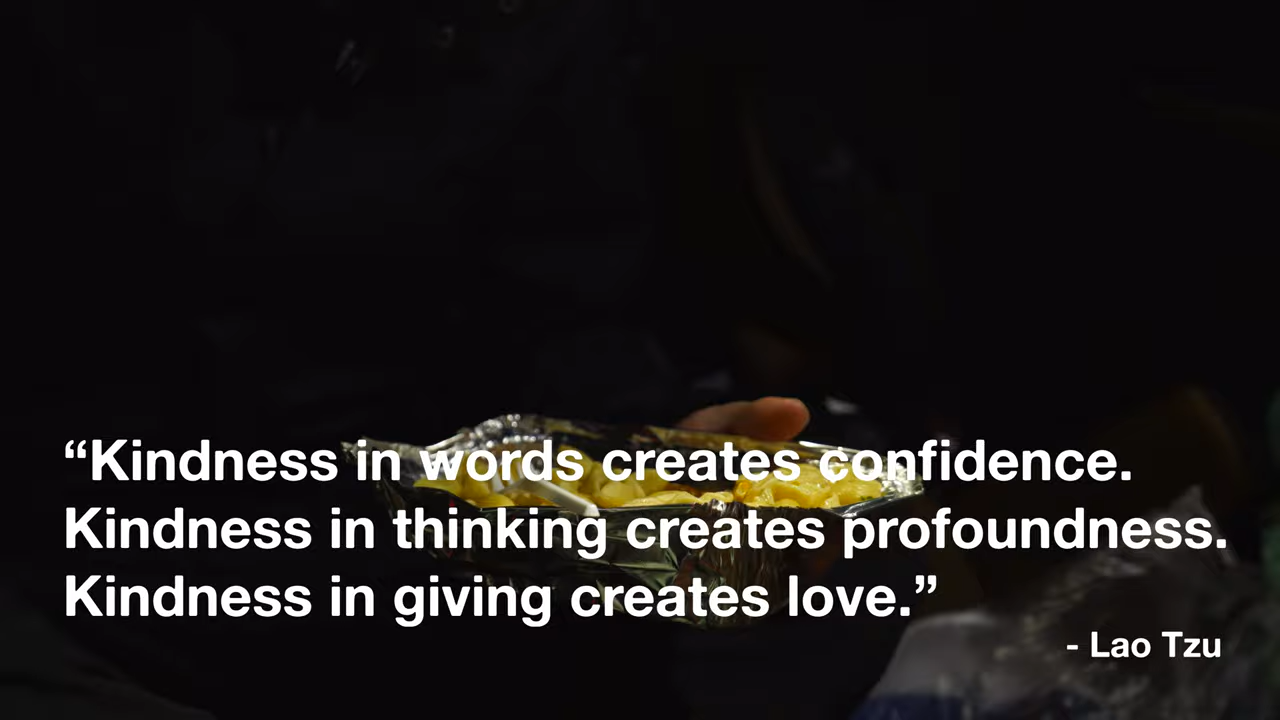 “Kindness in words creates confidence.
Kindness in thinking creates profoundness.
Kindness in giving creates love.”
- Lao Tzu